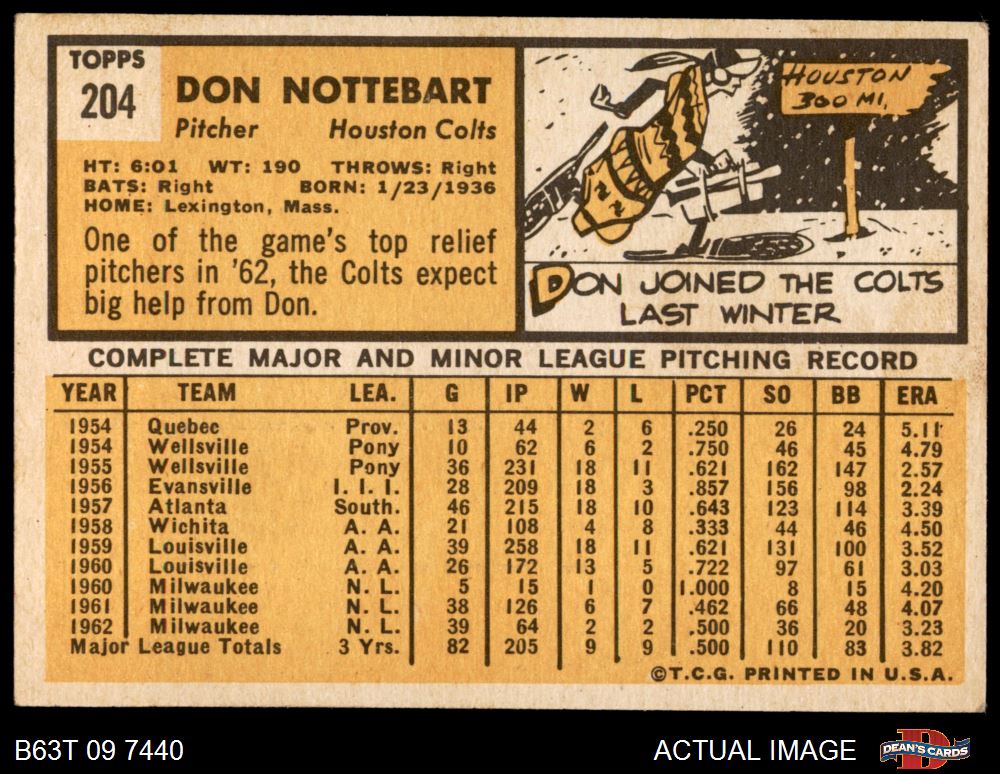 TOPPS
204
DON NOTTEBART
Pitcher Houston Colts
HT: 6:01 WT: 190 THROWS: Right
BATS: Right BORN: 1/23/1936
HOME: Lexington, Mass.
One of the game's top relief
pitchers in '62, the Colts expect
big help from Don.
HOUSTON
300 MI.
DON JOINED THE COLTS
LAST WINTER
COMPLETE MAJOR AND MINOR LEAGUE PITCHING RECORD
YEAR TEAM LEA. G IP W L PCT SO BB ERA
1954 Quebec Prov. 13 44 2 6 .250 26 24 5.11
1954 Wellsville Pony 10 62 6 2 .750 46 45 4.79
1955 Wellsville Pony 36 231 18 11 .621 162 147 2.57
1956 Evansville I. I. I. 28 209 18 3 .857 156 98 2.24
1957 Atlanta South. 46 215 18 10 .643 123 114 3.39
1958 Wichita A. A. 21 108 4 8 .333 44 46 4.50
1959 Louisville A. A. 39 258 18 11 .621 131 100 3.52
1960 Louisville A. A. 26 172 13 5 .722 97 61 3.03
1960 Milwaukee N. L. 5 15 1 0 1.000 8 15 4.20
1961 Milwaukee N. L. 38 126 6 7 .462 66 48 4.07
1962 Milwaukee N. L. 39 64 2 2 .500 36 20 3.23
Major League Totals 3 Yrs. 82 205 9 9 .500 110 83 3.82
©T.C.G. PRINTED IN U.S.A.
B63T 09 7440
ACTUAL IMAGE
DEAN'S CARDS